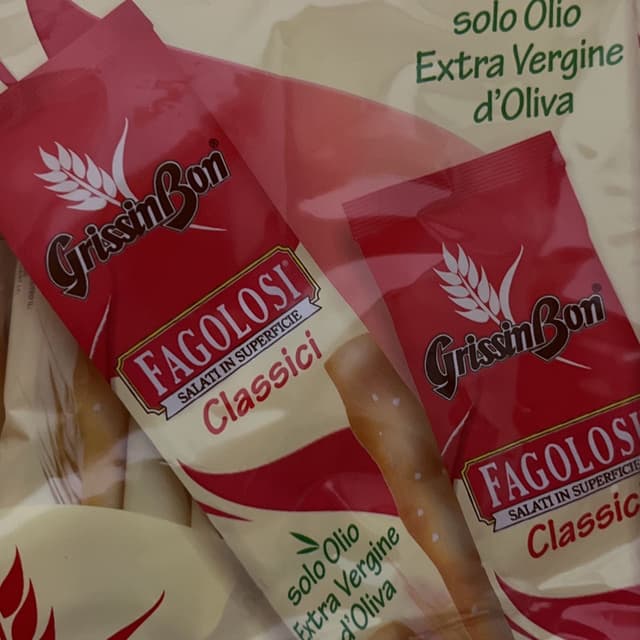 solo Olio
Extra Vergine
d'Oliva
GrissinBon®
FAGOLOSI®
SALATI IN SUPERFICIE
Classici
solo Olio
Extra Vergine
d'Oliva
GrissinBon®
FAGOLOSI
SALATI IN SUPERFICIE
Classic